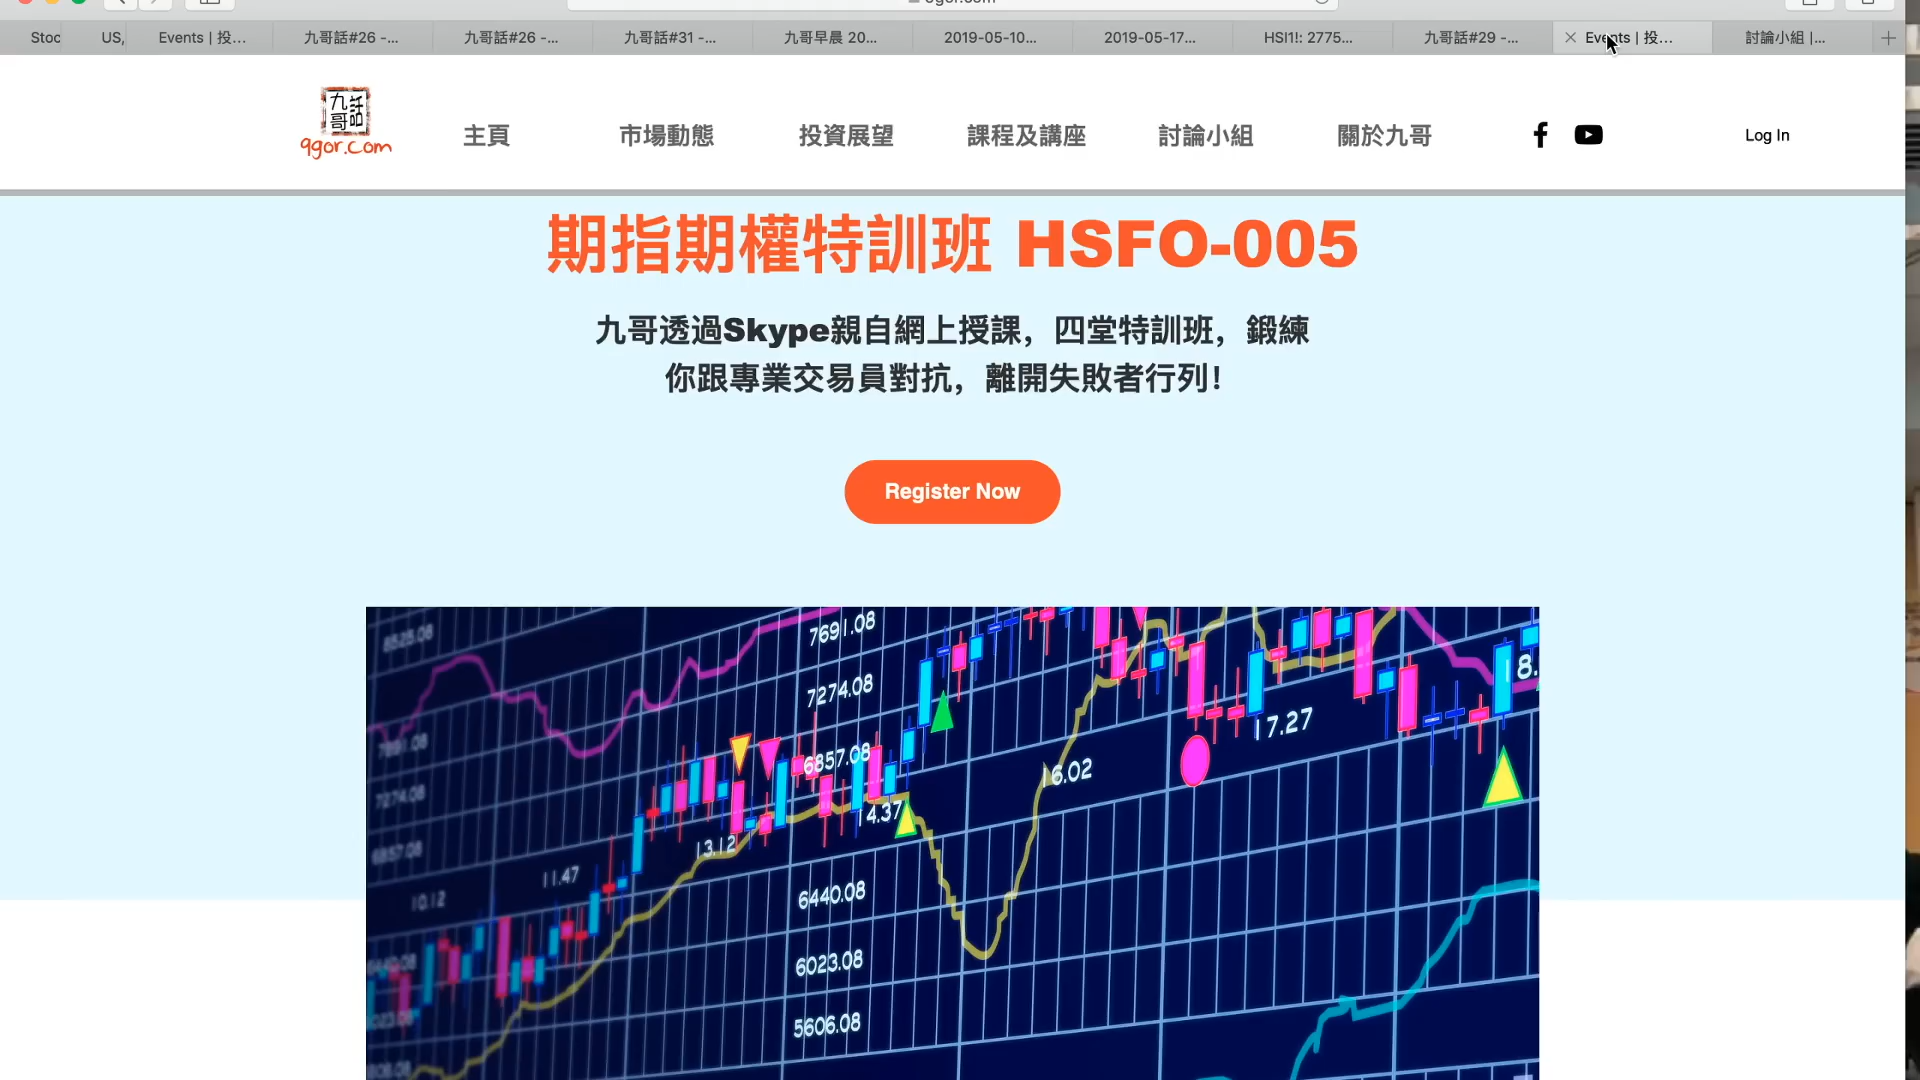 Stoc
US,
Events | 投...
九哥話#26 -...
九哥話#26 -...
九哥話#31 -...
九哥早晨 20...
2019-05-10...
2019-05-17...
HSI1!: 2775...
九哥話#29 -...
Events | 投...
討論小組 |...
九哥話話
9gor.com
主頁
市場動態
投資展望
課程及講座
討論小組
關於九哥
Log In
期指期權特訓班 HSFO-005
九哥透過Skype親自網上授課，四堂特訓班，鍛練
你跟專業交易員對抗，離開失敗者行列！
Register Now
7691.08
7274.08
6857.08
6440.08
6023.08
5606.08
10.12
11.47
13.12
14.37
16.02
17.27
18.